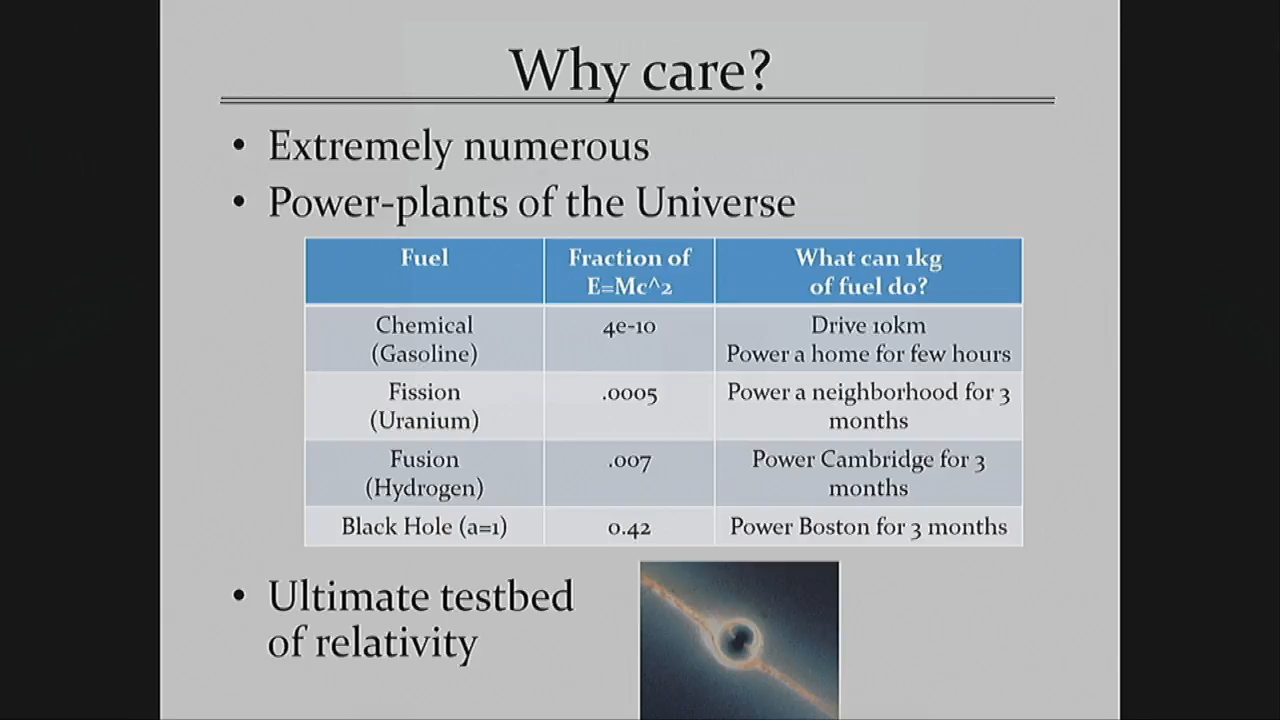 Why care?
• Extremely numerous
• Power-plants of the Universe
Fuel
Fraction of
E=Mc^2
What can 1kg
of fuel do?
Chemical
(Gasoline)
4e-10
Drive 10km
Power a home for few hours
Fission
(Uranium)
.0005
Power a neighborhood for 3
months
Fusion
(Hydrogen)
.007
Power Cambridge for 3
months
Black Hole (a=1)
0.42
Power Boston for 3 months
• Ultimate testbed
of relativity